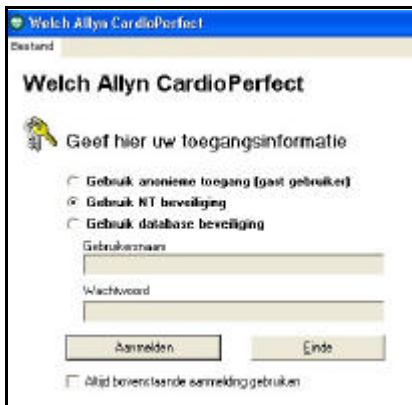 Welch Allyn CardioPerfect
Bestand
Welch Allyn CardioPerfect
Geef hier uw toegangsinformatie
Gebruik anonieme toegang (gast gebruiker)
Gebruik NT beveiliging
Gebruik database beveiliging
Gebruikersnaam
Wachtwoord
Aanmelden Einde
Altijd bovenstaande aanmelding gebruiken